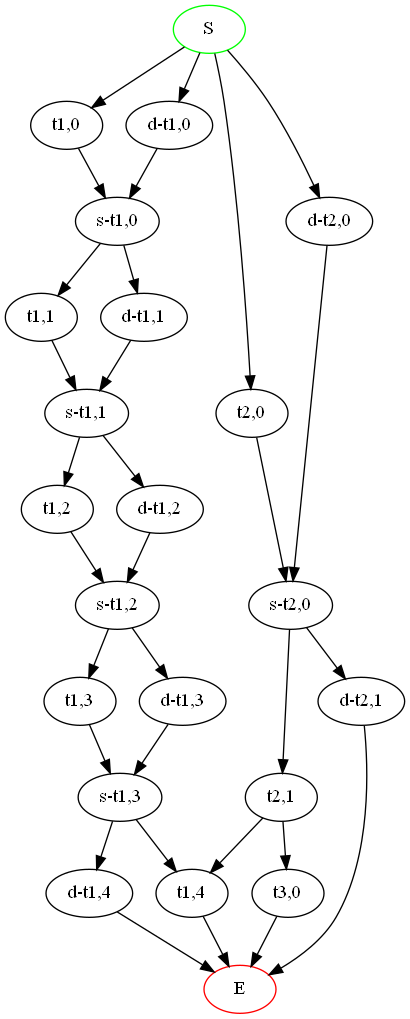 S
t1,0
d-t1,0
s-t1,0
d-t2,0
t1,1
d-t1,1
s-t1,1
t2,0
t1,2
d-t1,2
s-t1,2
s-t2,0
t1,3
d-t1,3
d-t2,1
s-t1,3
t2,1
d-t1,4
t1,4
t3,0
E